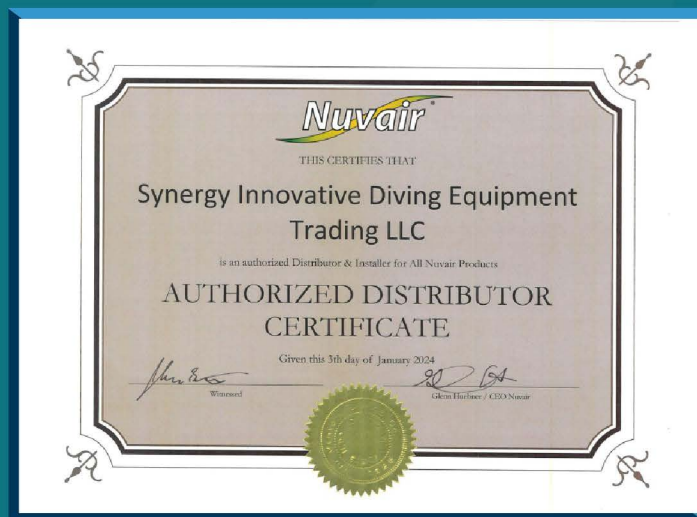 Nuvair
THIS CERTIFIES THAT
Synergy Innovative Diving Equipment
Trading LLC
is an authorized Distributor & Installer for All Nuvair Products
AUTHORIZED DISTRIBUTOR
CERTIFICATE
Given this 3th day of January 2024
Witnessed
Glenn Huebner / CEO Nuvair